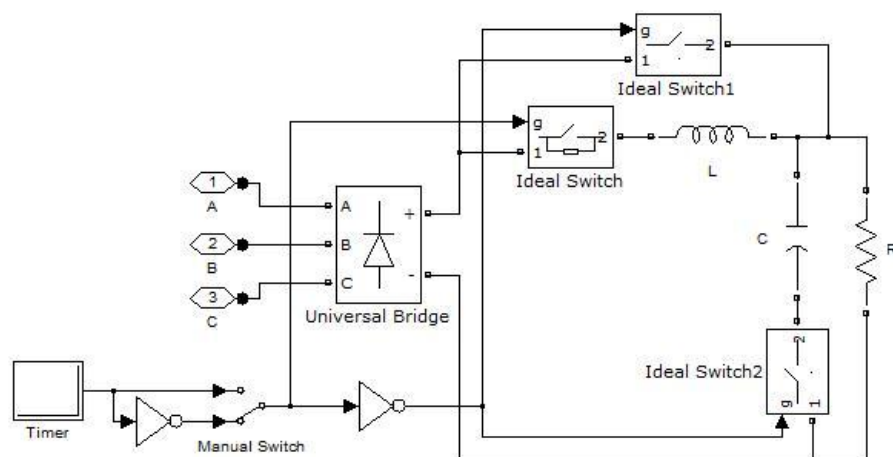 g
2
1
Ideal Switch1
g
2
1
Ideal Switch
L
1
A
A
+
2
B
B
C
R
3
C
C
-
Universal Bridge
2
Ideal Switch2
g
1
Timer
Manual Switch